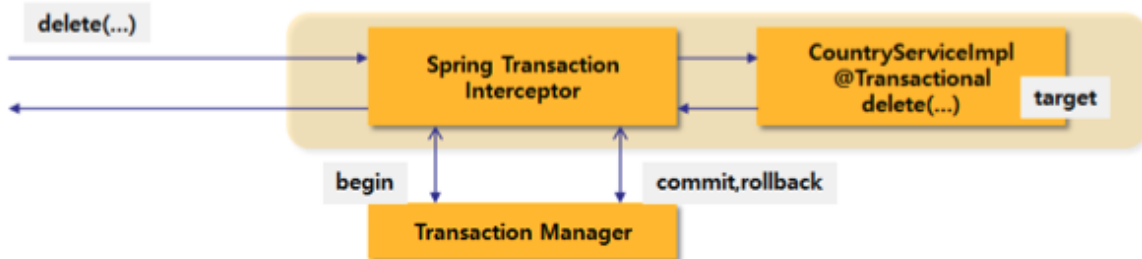 delete(...)
Spring Transaction
Interceptor
CountryServiceImpl
@Transactional
delete(...)
target
begin
commit,rollback
Transaction Manager